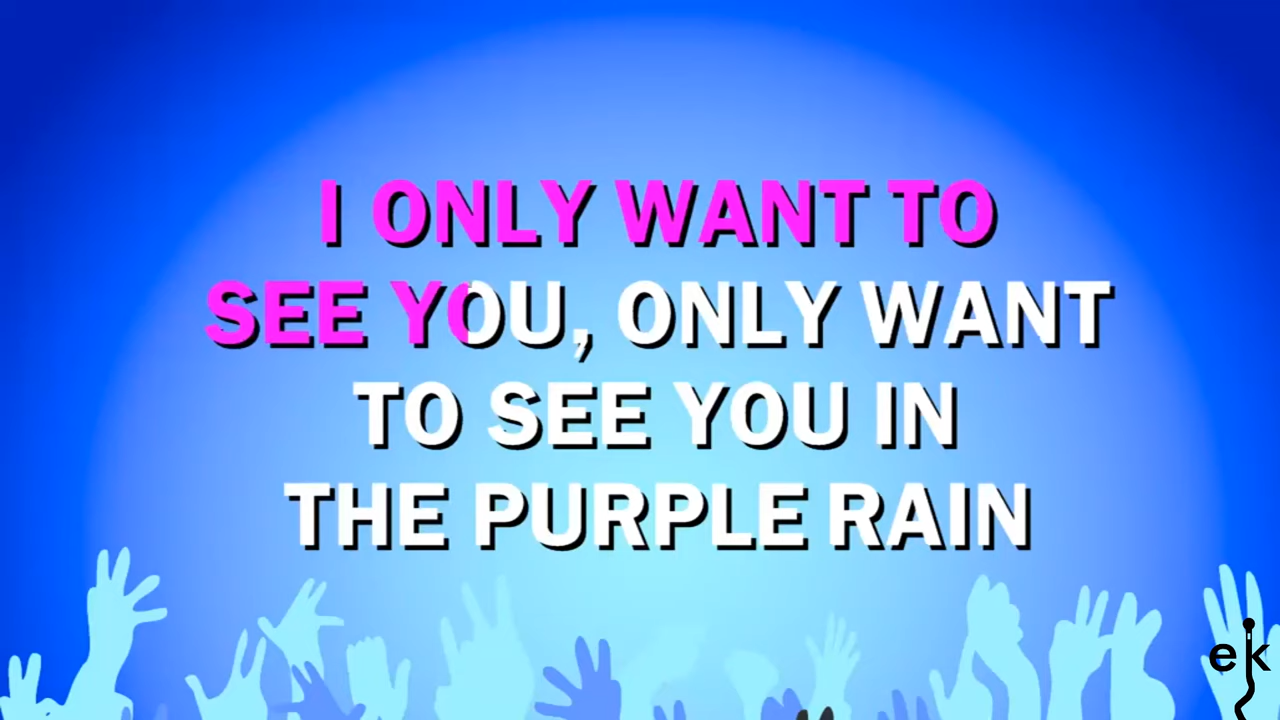 I ONLY WANT TO
SEE YOU, ONLY WANT
TO SEE YOU IN
THE PURPLE RAIN
ek